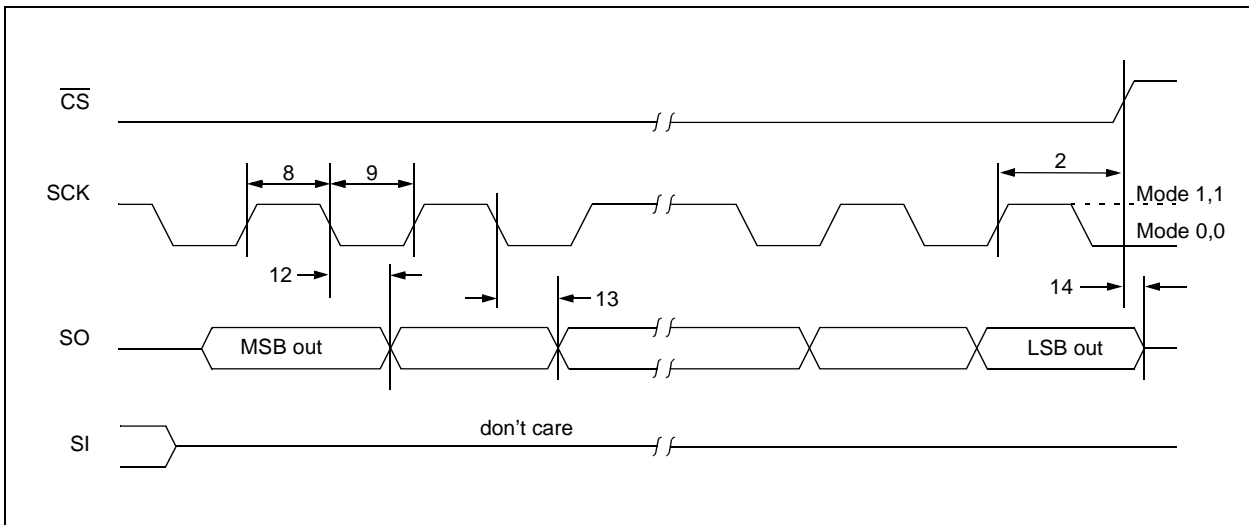 CS
8
9
2
SCK
Mode 1,1
Mode 0,0
12
13
14
SO
MSB out
LSB out
SI
don't care